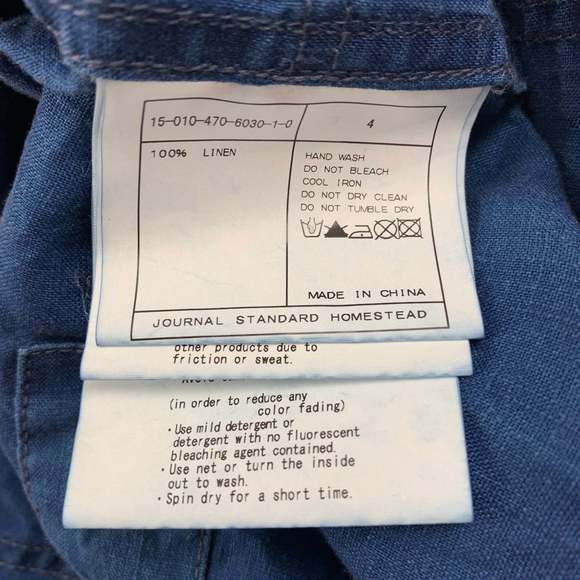 15-010-470-6030-1-0
4
100% LINEN
HAND WASH
DO NOT BLEACH
COOL IRON
DO NOT DRY CLEAN
DO NOT TUMBLE DRY
MADE IN CHINA
JOURNAL STANDARD HOMESTEAD
other products due to
friction or sweat.
(in order to reduce any
color fading)
・Use mild detergent or
detergent with no fluorescent
bleaching agent contained.
・Use net or turn the inside
out to wash.
・Spin dry for a short time.